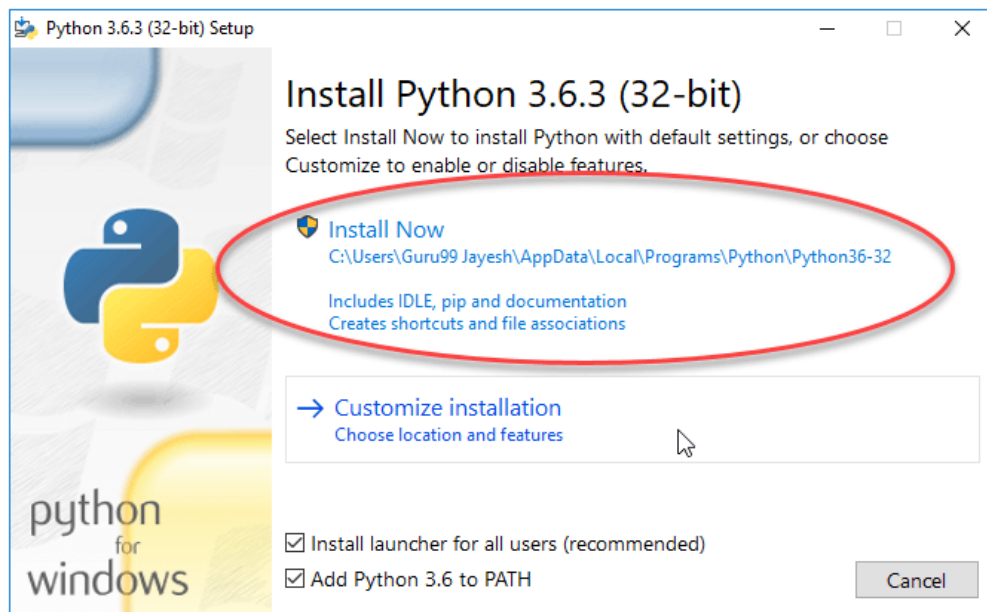 Python 3.6.3 (32-bit) Setup
Install Python 3.6.3 (32-bit)
Select Install Now to install Python with default settings, or choose
Customize to enable or disable features.
Install Now
C:\Users\Guru99 Jayesh\AppData\Local\Programs\Python\Python36-32
Includes IDLE, pip and documentation
Creates shortcuts and file associations
Customize installation
Choose location and features
python
for
windows
Install launcher for all users (recommended)
Add Python 3.6 to PATH
Cancel